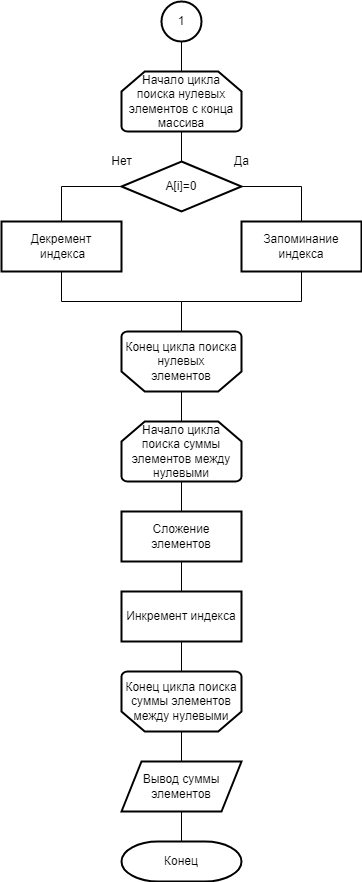 1
Начало цикла
поиска нулевых
элементов с конца
массива
Нет
Да
A[i]=0
Декремент
индекса
Запоминание
индекса
Конец цикла поиска
нулевых
элементов
Начало цикла
поиска суммы
элементов между
нулевыми
Сложение
элементов
Инкремент индекса
Конец цикла поиска
суммы элементов
между нулевыми
Вывод суммы
элементов
Конец